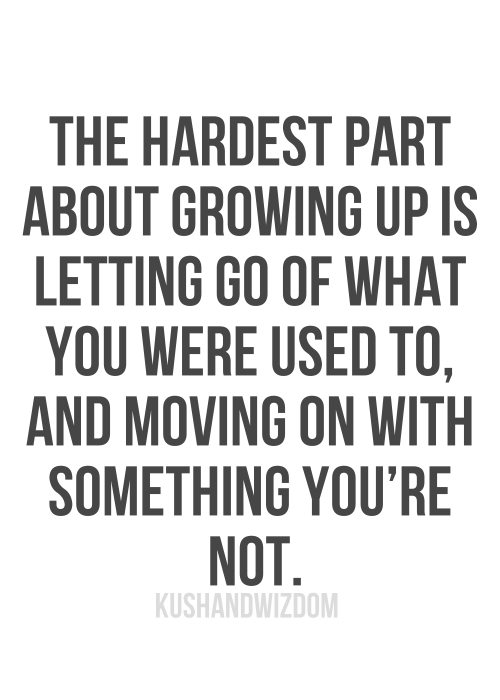 THE HARDEST PART
ABOUT GROWING UP IS
LETTING GO OF WHAT
YOU WERE USED TO,
AND MOVING ON WITH
SOMETHING YOU’RE
NOT.
KUSHANDWIZDOM